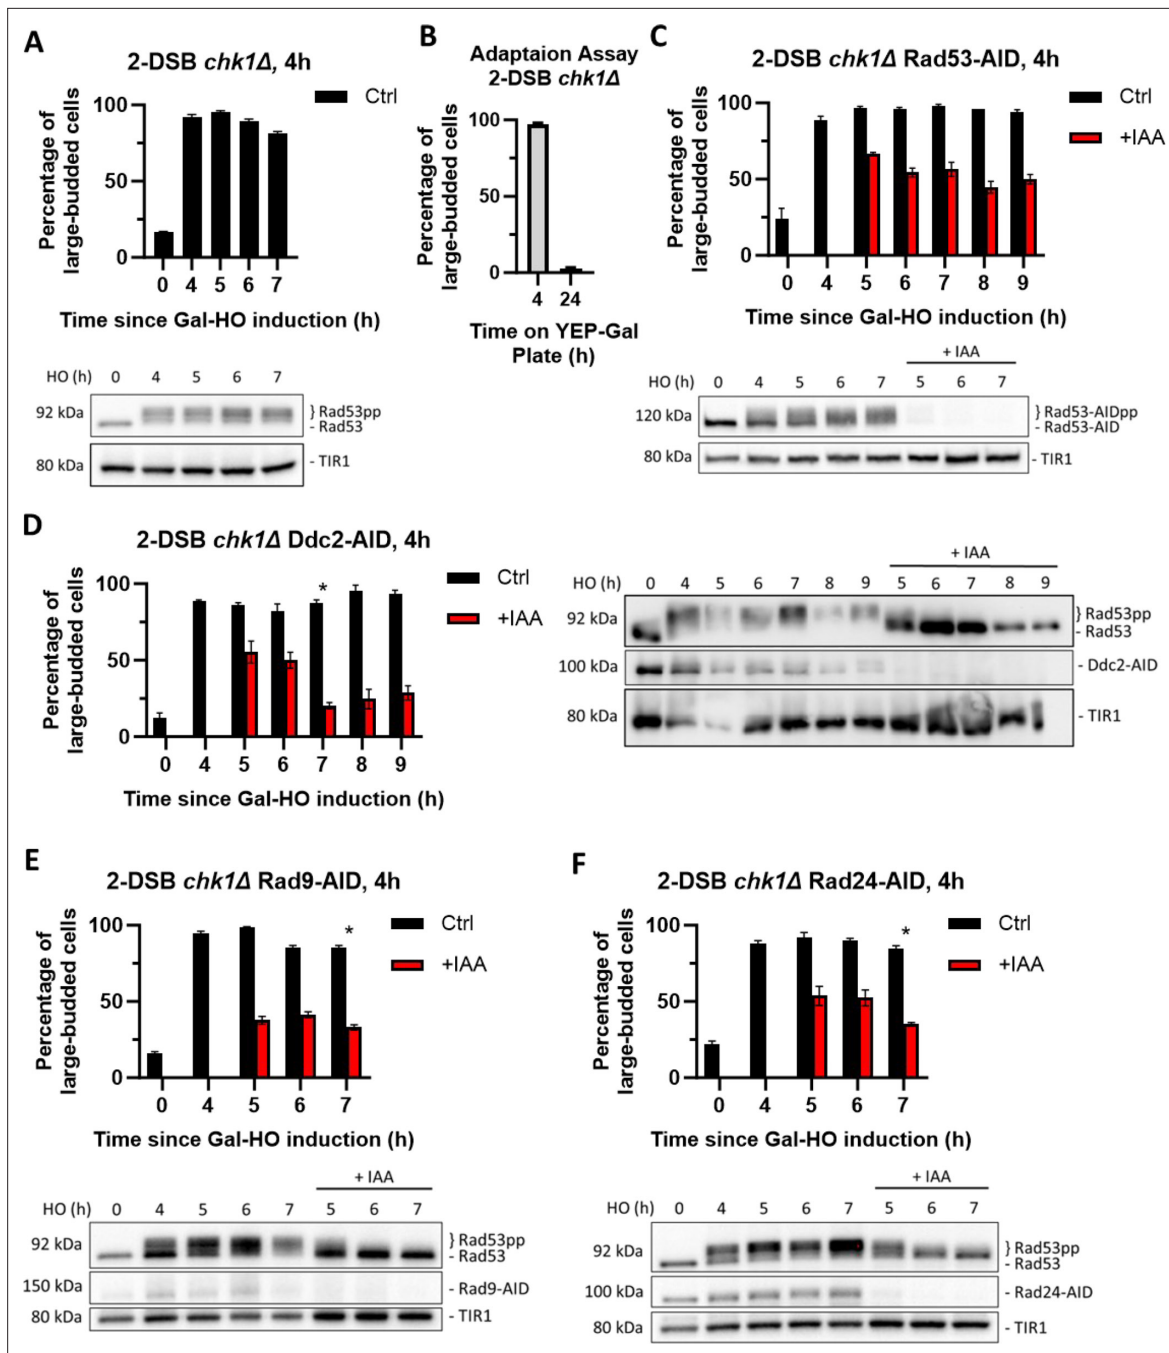 A
2-DSB chk1Δ, 4h
Ctrl
Percentage of
large-budded cells
100
50
0
0 4 5 6 7
Time since Gal-HO induction (h)
HO (h) 0 4 5 6 7
92 kDa
} Rad53pp
- Rad53
80 kDa
- TIR1
B
Adaptaion Assay
2-DSB chk1Δ
Percentage of
large-budded cells
100
50
0
4 24
Time on YEP-Gal
Plate (h)
C
2-DSB chk1Δ Rad53-AID, 4h
Ctrl
+IAA
Percentage of
large-budded cells
100
50
0
0 4 5 6 7 8 9
Time since Gal-HO induction (h)
+ IAA
HO (h) 0 4 5 6 7 5 6 7
120 kDa
} Rad53-AIDpp
- Rad53-AID
80 kDa
- TIR1
D
2-DSB chk1Δ Ddc2-AID, 4h
*
Ctrl
+IAA
Percentage of
large-budded cells
100
50
0
0 4 5 6 7 8 9
Time since Gal-HO induction (h)
+ IAA
HO (h) 0 4 5 6 7 8 9 5 6 7 8 9
92 kDa
} Rad53pp
- Rad53
100 kDa
- Ddc2-AID
80 kDa
- TIR1
E
2-DSB chk1Δ Rad9-AID, 4h
*
Ctrl
+IAA
Percentage of
large-budded cells
100
50
0
0 4 5 6 7
Time since Gal-HO induction (h)
+ IAA
HO (h) 0 4 5 6 7 5 6 7
92 kDa
} Rad53pp
- Rad53
150 kDa
- Rad9-AID
80 kDa
- TIR1
F
2-DSB chk1Δ Rad24-AID, 4h
*
Ctrl
+IAA
Percentage of
large-budded cells
100
50
0
0 4 5 6 7
Time since Gal-HO induction (h)
+ IAA
HO (h) 0 4 5 6 7 5 6 7
92 kDa
} Rad53pp
- Rad53
100 kDa
- Rad24-AID
80 kDa
- TIR1